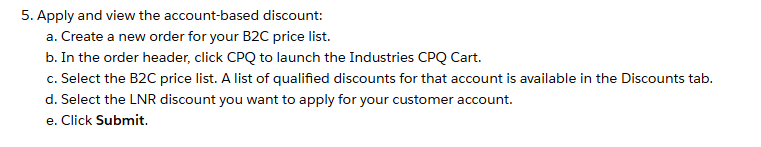 5. Apply and view the account-based discount:
a. Create a new order for your B2C price list.
b. In the order header, click CPQ to launch the Industries CPQ Cart.
c. Select the B2C price list. A list of qualified discounts for that account is available in the Discounts tab.
d. Select the LNR discount you want to apply for your customer account.
e. Click Submit.